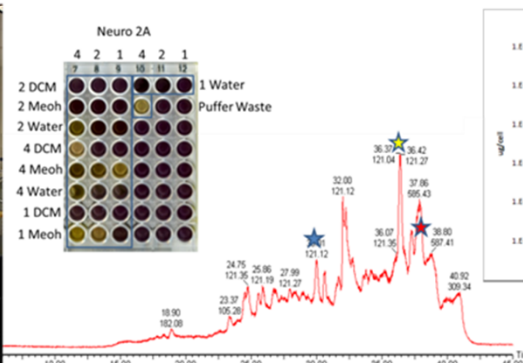 Neuro 2A
4 2 1 4 2 1
7 8 9 10 11 12
2 DCM
1 Water
2 Meoh
Puffer Waste
2 Water
4 DCM
4 Meoh
4 Water
1 DCM
1 Meoh
18.90
182.08
23.37
105.28
24.75
121.35
25.86
121.19
27.99
121.27
121.12
32.00
121.12
36.07
121.35
36.37
121.04
36.42
121.27
37.86
585.43
38.80
587.41
40.92
309.34
ug/cell